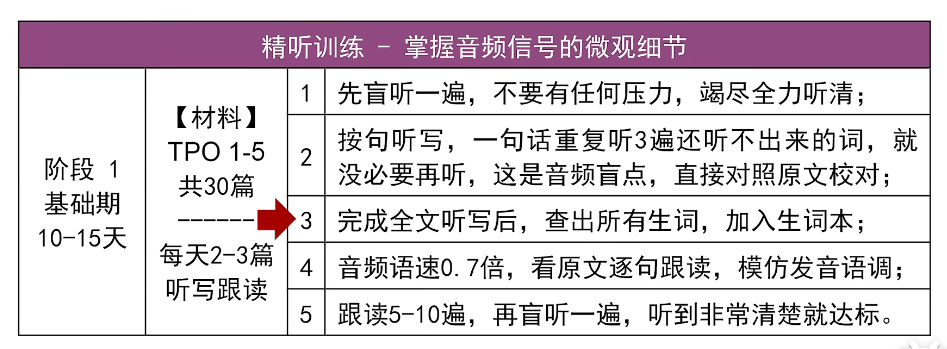 精听训练 - 掌握音频信号的微观细节
阶段 1
基础期
10-15天
【材料】
TPO 1-5
共30篇
------
每天2-3篇
听写跟读
1 先盲听一遍，不要有任何压力，竭尽全力听清；
2 按句听写，一句话重复听3遍还听不出来的词，就
没必要再听，这是音频盲点，直接对照原文校对；
3 完成全文听写后，查出所有生词，加入生词本；
4 音频语速0.7倍，看原文逐句跟读，模仿发音语调；
5 跟读5-10遍，再盲听一遍，听到非常清楚就达标。